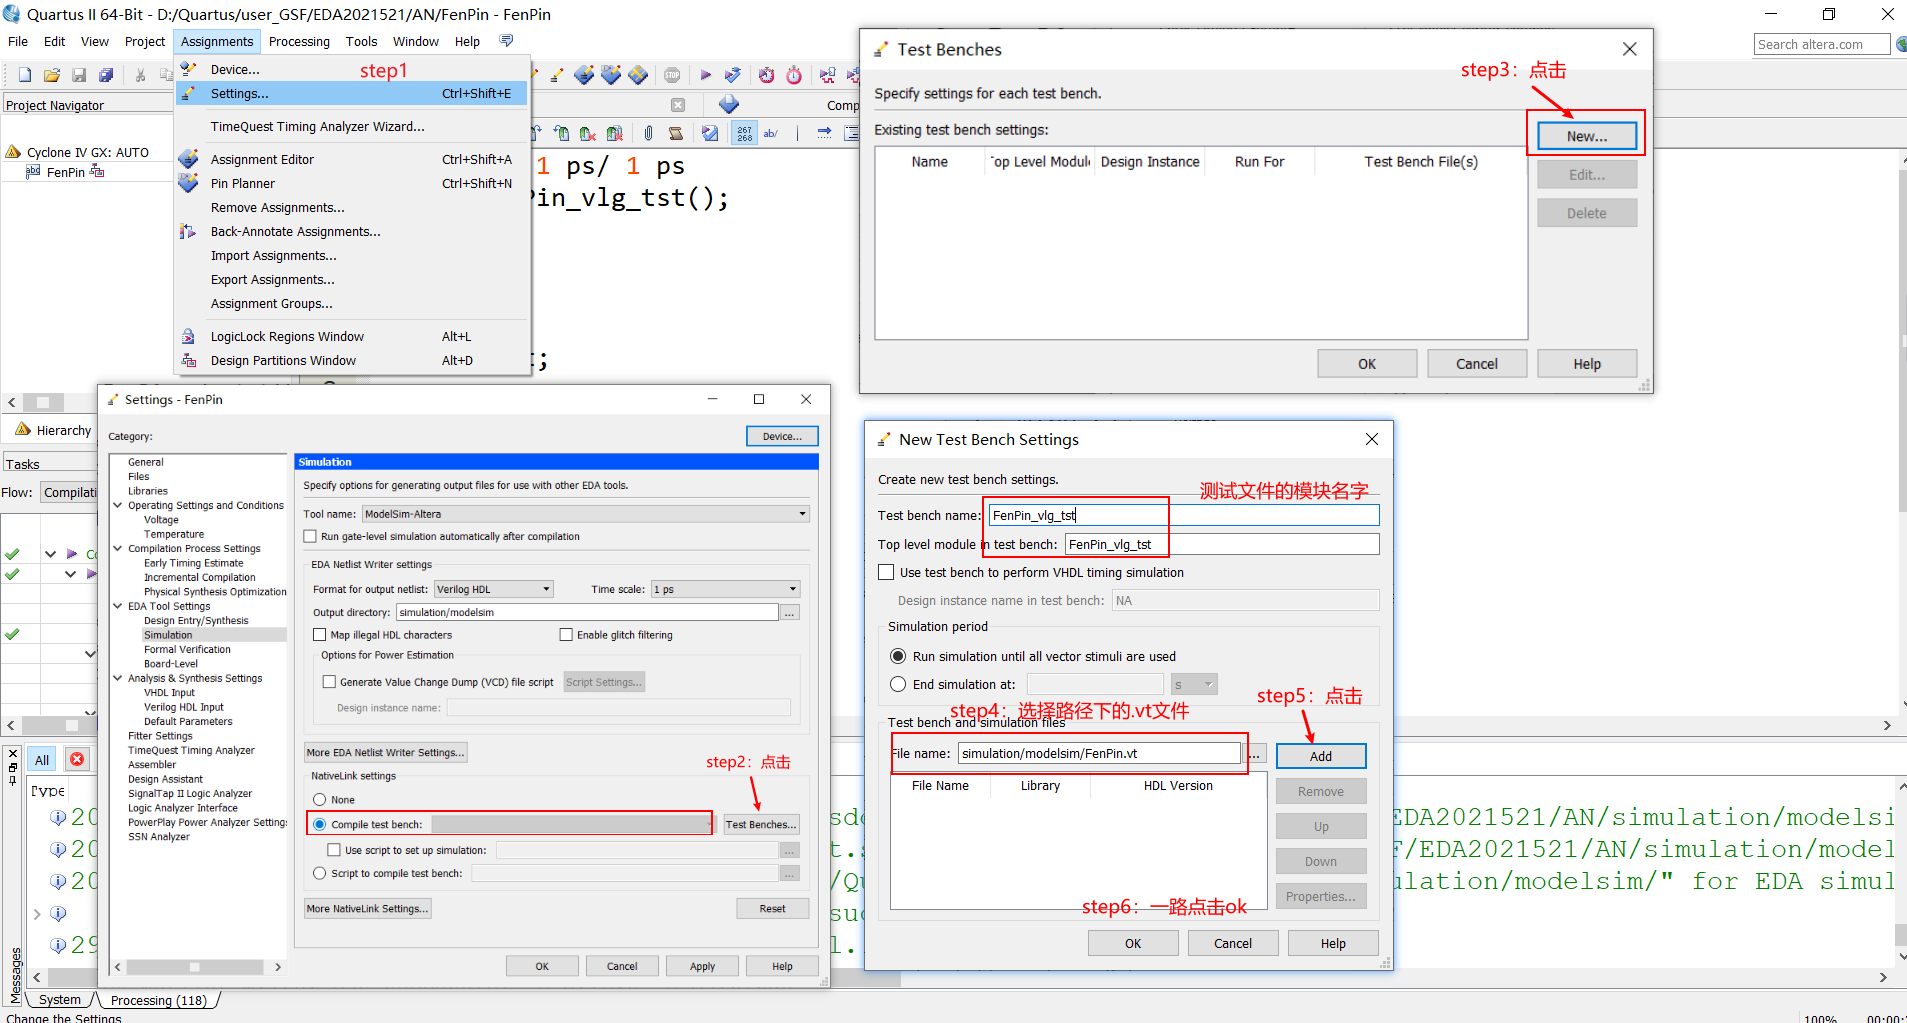 Quartus II 64-Bit - D:/Quartus/user_GSF/EDA2021521/AN/FenPin - FenPin
File Edit View Project Assignments Processing Tools Window Help
Search altera.com
Device...
step1
Settings... Ctrl+Shift+E
TimeQuest Timing Analyzer Wizard...
Assignment Editor Ctrl+Shift+A
Pin Planner Ctrl+Shift+N
Remove Assignments...
Back-Annotate Assignments...
Import Assignments...
Export Assignments...
Assignment Groups...
LogicLock Regions Window Alt+L
Design Partitions Window Alt+D
STOP
Project Navigator
Comp
267
268
ab/
Cyclone IV GX: AUTO
abd
FenPin
1 ps/ 1 ps
Pin_vlg_tst();
;
Hierarchy
Tasks
Flow: Compilati
Test Benches
step3：点击
Specify settings for each test bench.
Existing test bench settings:
New...
Name
Top Level Module
Design Instance
Run For
Test Bench File(s)
Edit...
Delete
OK
Cancel
Help
Settings - FenPin
Category:
Device...
General
Files
Libraries
Operating Settings and Conditions
Voltage
Temperature
Compilation Process Settings
Early Timing Estimate
Incremental Compilation
Physical Synthesis Optimization
EDA Tool Settings
Design Entry/Synthesis
Simulation
Formal Verification
Board-Level
Analysis & Synthesis Settings
VHDL Input
Verilog HDL Input
Default Parameters
Fitter Settings
TimeQuest Timing Analyzer
Assembler
Design Assistant
SignalTap II Logic Analyzer
Logic Analyzer Interface
PowerPlay Power Analyzer Settings
SSN Analyzer
Simulation
Specify options for generating output files for use with other EDA tools.
Tool name: ModelSim-Altera
Run gate-level simulation automatically after compilation
EDA Netlist Writer settings
Format for output netlist: Verilog HDL
Time scale: 1 ps
Output directory: simulation/modelsim
...
Map illegal HDL characters
Enable glitch filtering
Options for Power Estimation
Generate Value Change Dump (VCD) file script
Script Settings...
Design instance name:
More EDA Netlist Writer Settings...
step2：点击
NativeLink settings
None
Compile test bench:
Test Benches...
Use script to set up simulation:
...
Script to compile test bench:
...
More NativeLink Settings...
Reset
OK
Cancel
Apply
Help
New Test Bench Settings
Create new test bench settings.
测试文件的模块名字
Test bench name: FenPin_vlg_tst
Top level module in test bench: FenPin_vlg_tst
Use test bench to perform VHDL timing simulation
Design instance name in test bench: NA
Simulation period
Run simulation until all vector stimuli are used
End simulation at:
s
step5：点击
step4：选择路径下的.vt文件
Test bench and simulation files
File name: simulation/modelsim/FenPin.vt
...
Add
File Name
Library
HDL Version
Remove
Up
Down
Properties...
step6：一路点击ok
OK
Cancel
Help
All
Type
20
sdo
EDA2021521/AN/simulation/modelsi
20
t.s
F/EDA2021521/AN/simulation/model
20
/Qu
ulation/modelsim/" for EDA simul
suc
29
l.
Messages
System
Processing (118)
Change the Settings
100%
00:00: